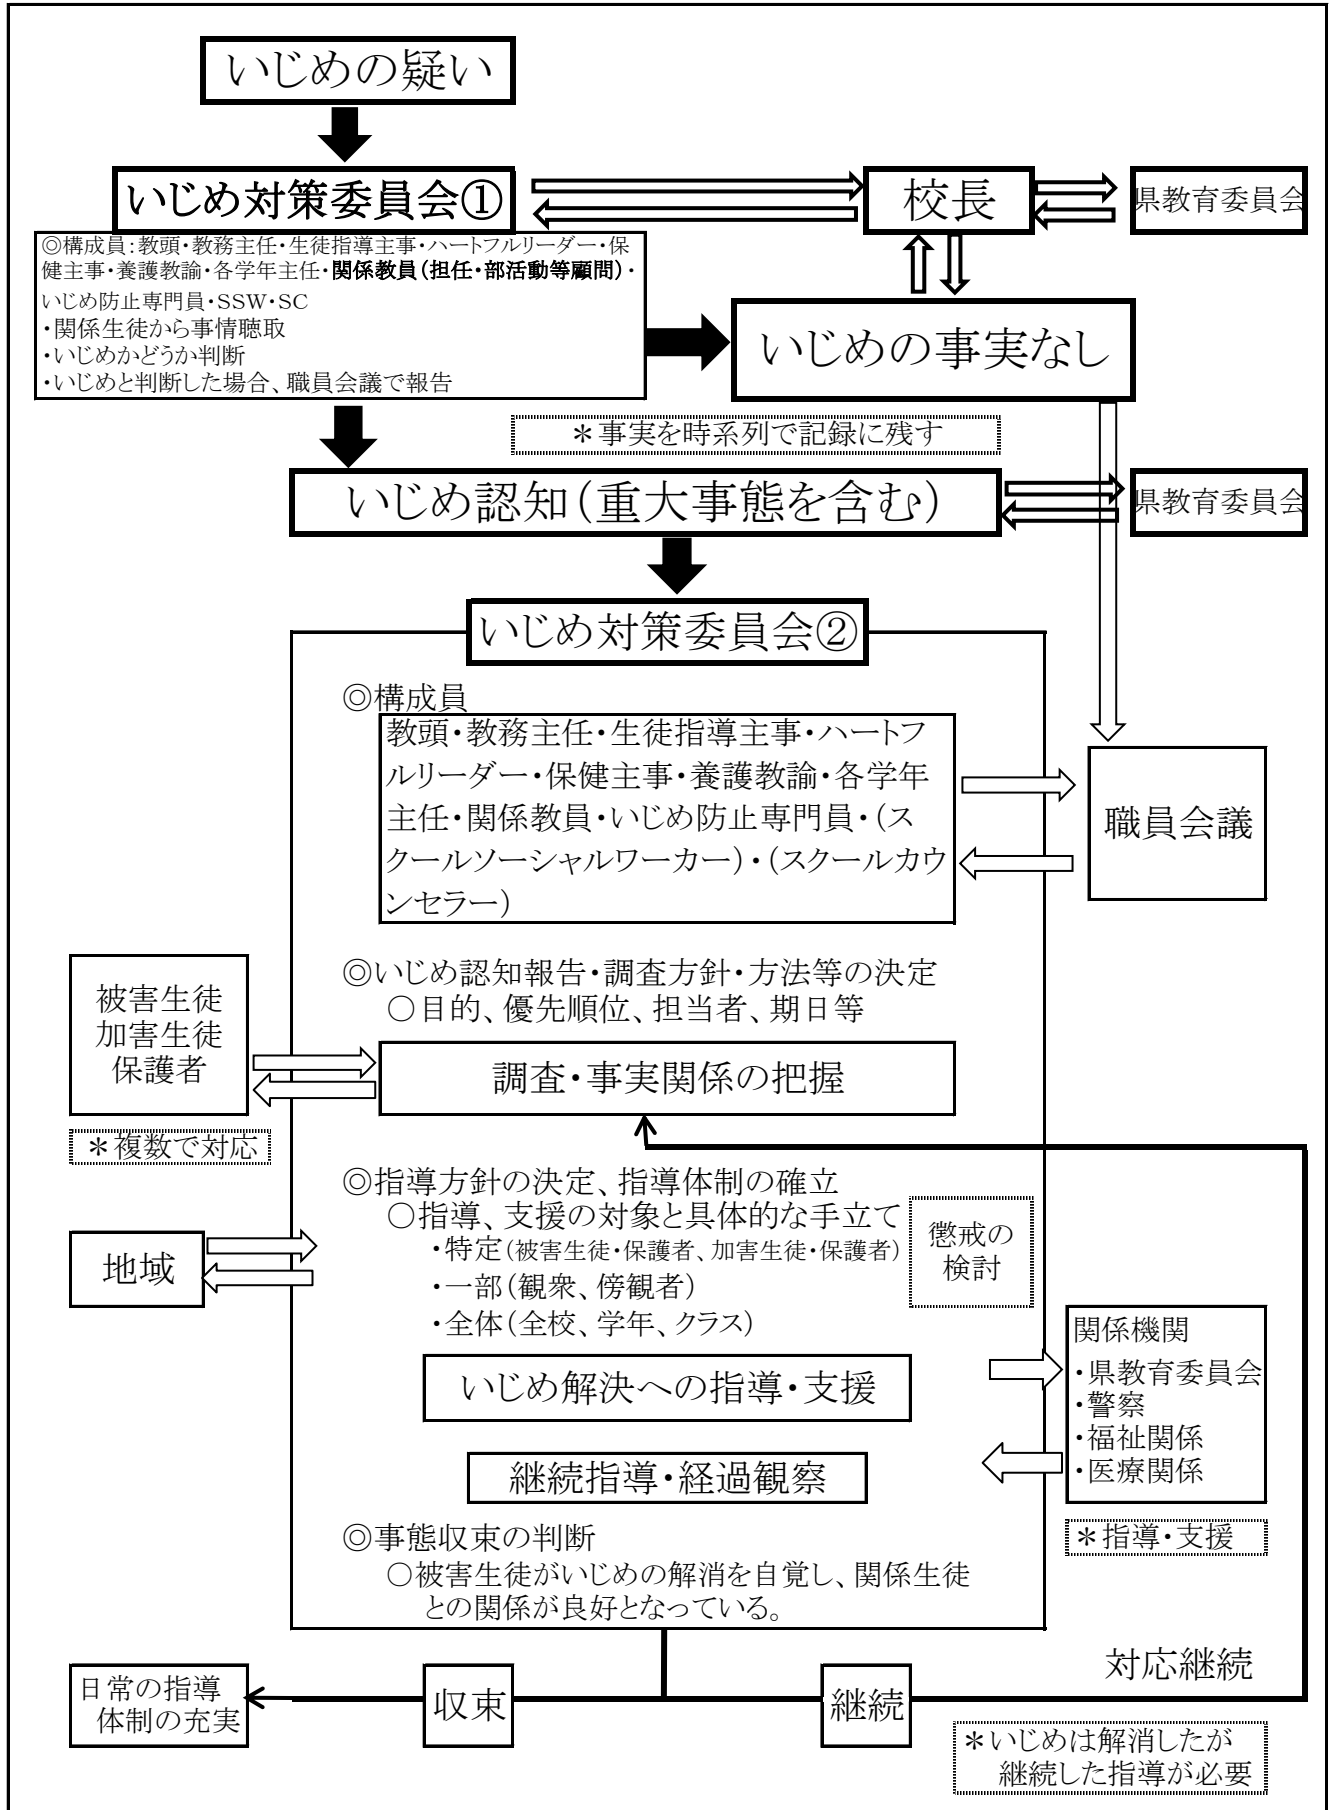 いじめの疑い
いじめ対策委員会①
校長
県教育委員会
◎構成員:教頭・教務主任・生徒指導主事・ハートフルリーダー・保
健主事・養護教諭・各学年主任・関係教員(担任・部活動等顧問)・
いじめ防止専門員・SSW・SC
・関係生徒から事情聴取
・いじめかどうか判断
・いじめと判断した場合、職員会議で報告
いじめの事実なし
＊事実を時系列で記録に残す
いじめ認知(重大事態を含む)
県教育委員会
いじめ対策委員会②
◎構成員
教頭・教務主任・生徒指導主事・ハートフ
ルリーダー・保健主事・養護教諭・各学年
主任・関係教員・いじめ防止専門員・(ス
クールソーシャルワーカー)・(スクールカウ
ンセラー)
職員会議
◎いじめ認知報告・調査方針・方法等の決定
○目的、優先順位、担当者、期日等
被害生徒
加害生徒
保護者
調査・事実関係の把握
＊複数で対応
◎指導方針の決定、指導体制の確立
○指導、支援の対象と具体的な手立て
・特定(被害生徒・保護者、加害生徒・保護者)
・一部(観衆、傍観者)
・全体(全校、学年、クラス)
懲戒の
検討
地域
関係機関
・県教育委員会
・警察
・福祉関係
・医療関係
いじめ解決への指導・支援
継続指導・経過観察
＊指導・支援
◎事態収束の判断
○被害生徒がいじめの解消を自覚し、関係生徒
との関係が良好となっている。
対応継続
日常の指導
体制の充実
収束
継続
＊いじめは解消したが
継続した指導が必要